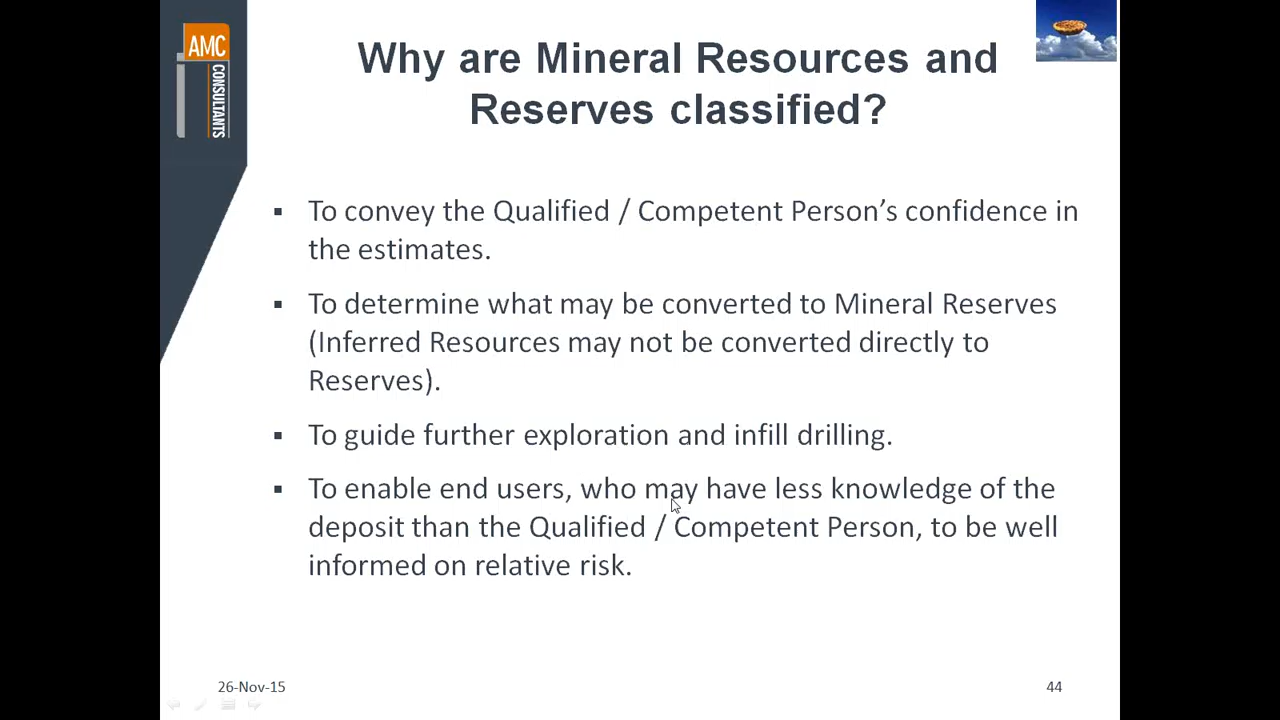 AMC
CONSULTANTS
Why are Mineral Resources and
Reserves classified?
▪ To convey the Qualified / Competent Person’s confidence in
the estimates.
▪ To determine what may be converted to Mineral Reserves
(Inferred Resources may not be converted directly to
Reserves).
▪ To guide further exploration and infill drilling.
▪ To enable end users, who may have less knowledge of the
deposit than the Qualified / Competent Person, to be well
informed on relative risk.
26-Nov-15
44